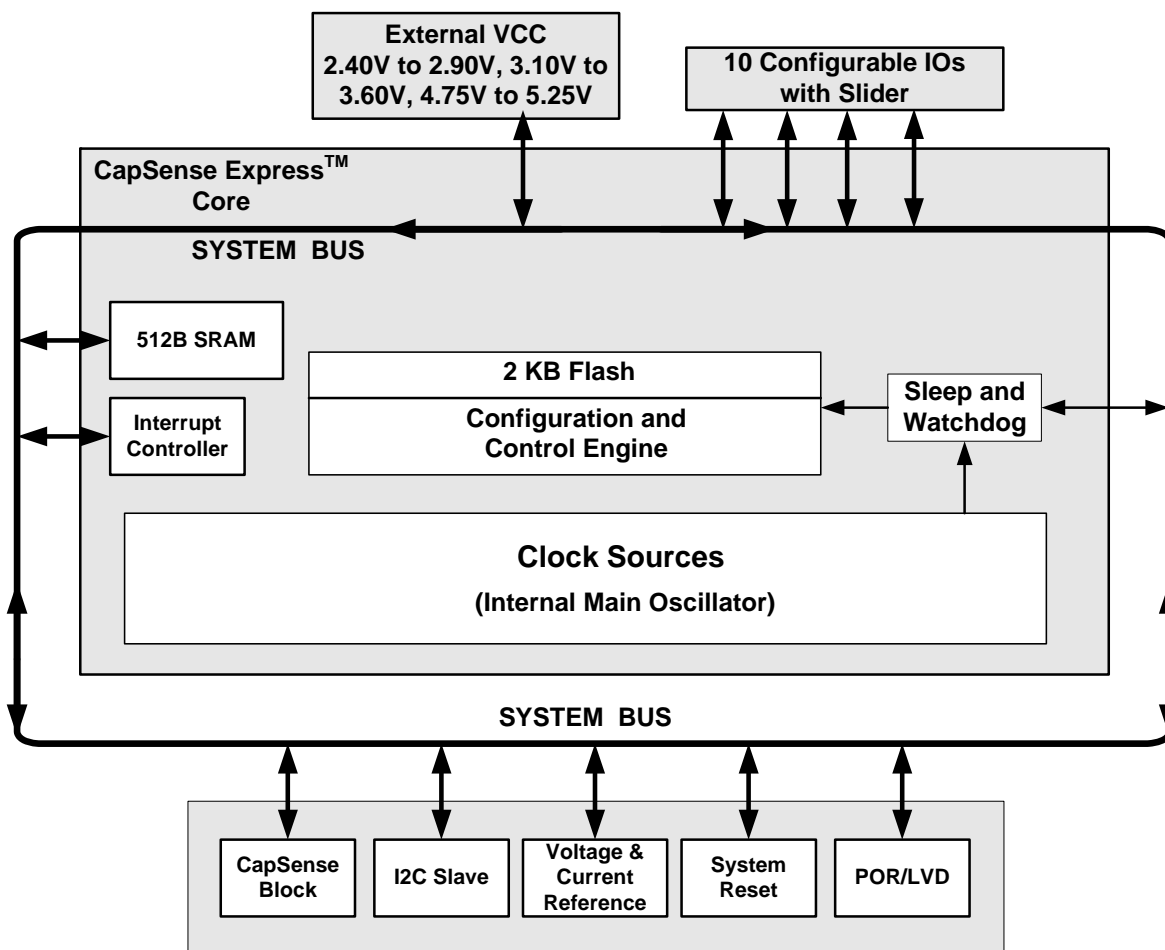 External VCC
2.40V to 2.90V, 3.10V to
3.60V, 4.75V to 5.25V
10 Configurable IOs
with Slider
CapSense Express™
Core
SYSTEM BUS
512B SRAM
2 KB Flash
Configuration and
Control Engine
Sleep and
Watchdog
Interrupt
Controller
Clock Sources
(Internal Main Oscillator)
SYSTEM BUS
CapSense
Block
I2C Slave
Voltage &
Current
Reference
System
Reset
POR/LVD